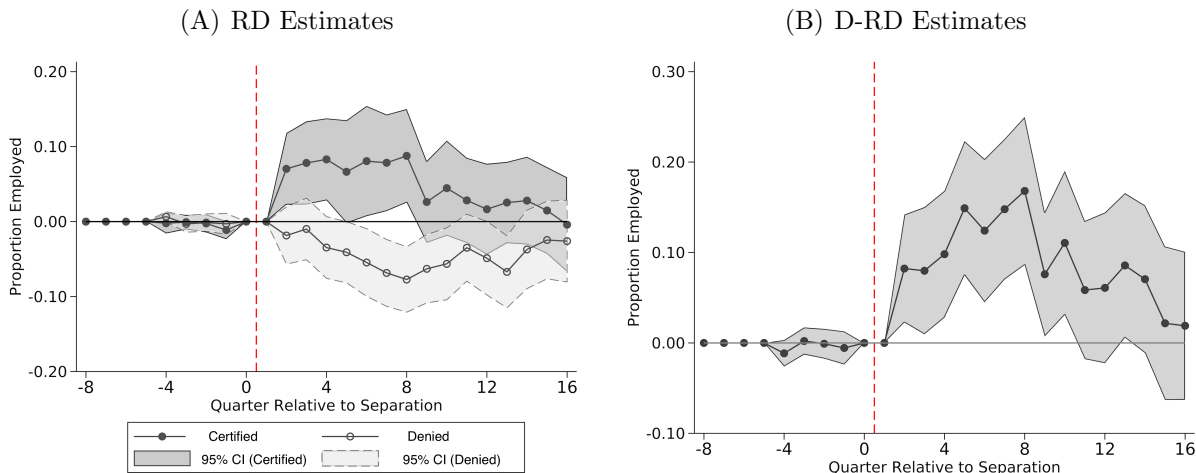 (A) RD Estimates
0.20
0.10
0.00
-0.10
-0.20
Proportion Employed
-8 -4 0 4 8 12 16
Quarter Relative to Separation
Certified Denied
95% CI (Certified) 95% CI (Denied)
(B) D-RD Estimates
0.30
0.20
0.10
0.00
-0.10
Proportion Employed
-8 -4 0 4 8 12 16
Quarter Relative to Separation